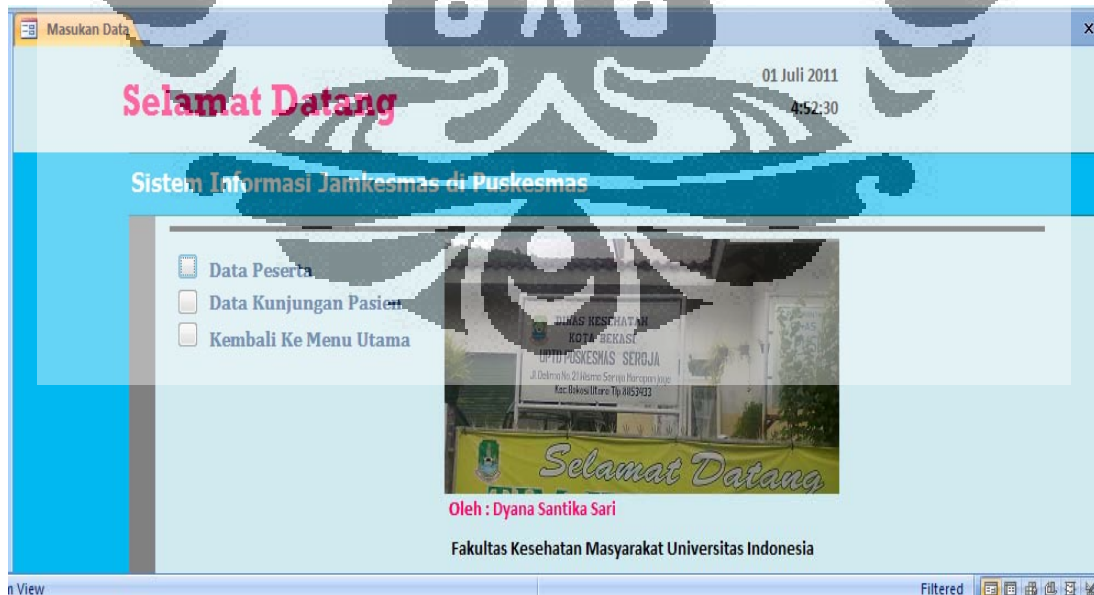 Masukan Data
X
Selamat Datang
01 Juli 2011
4:52:30
Sistem Informasi Jamkesmas di Puskesmas
Data Peserta
Data Kunjungan Pasien
Kembali Ke Menu Utama
DINAS KESEHATAN
KOTA BEKASI
UPTD PUSKESMAS SEROJA
Selamat Datang
Oleh : Dyana Santika Sari
Fakultas Kesehatan Masyarakat Universitas Indonesia
View
Filtered